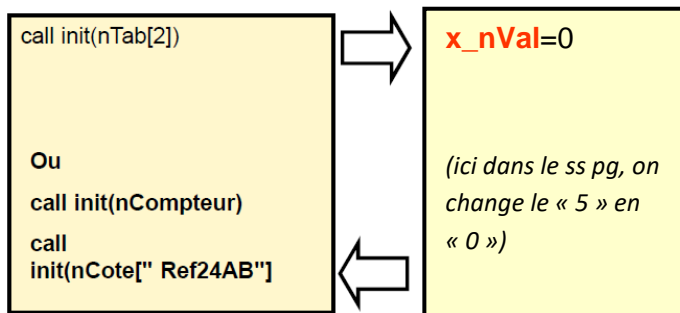 call init(nTab[2])
Ou
call init(nCompteur)
call
init(nCote[" Ref24AB"]
x_nVal=0
(ici dans le ss pg, on
change le « 5 » en
« 0 »)